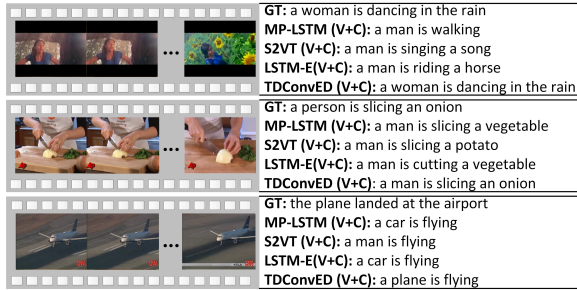 GT: a woman is dancing in the rain
MP-LSTM (V+C): a man is walking
S2VT (V+C): a man is singing a song
LSTM-E(V+C): a man is riding a horse
TDConvED (V+C): a woman is dancing in the rain
GT: a person is slicing an onion
MP-LSTM (V+C): a man is slicing a vegetable
S2VT (V+C): a man is slicing a potato
LSTM-E(V+C): a man is cutting a vegetable
TDConvED (V+C): a man is slicing an onion
GT: the plane landed at the airport
MP-LSTM (V+C): a car is flying
S2VT (V+C): a man is flying
LSTM-E(V+C): a car is flying
TDConvED (V+C): a plane is flying